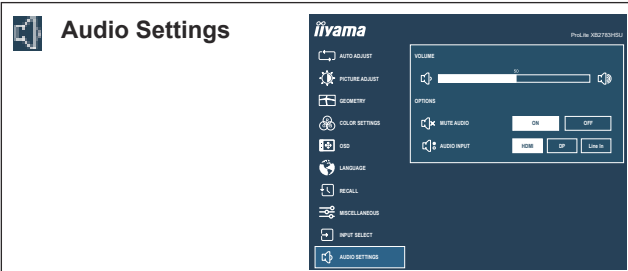 Audio Settings
iiyama
ProLite XB2783HSU
AUTO ADJUST
PICTURE ADJUST
GEOMETRY
COLOR SETTINGS
OSD
LANGUAGE
RECALL
MISCELLANEOUS
INPUT SELECT
AUDIO SETTINGS
VOLUME
50
OPTIONS
MUTE AUDIO ON OFF
AUDIO INPUT HDMI DP Line In